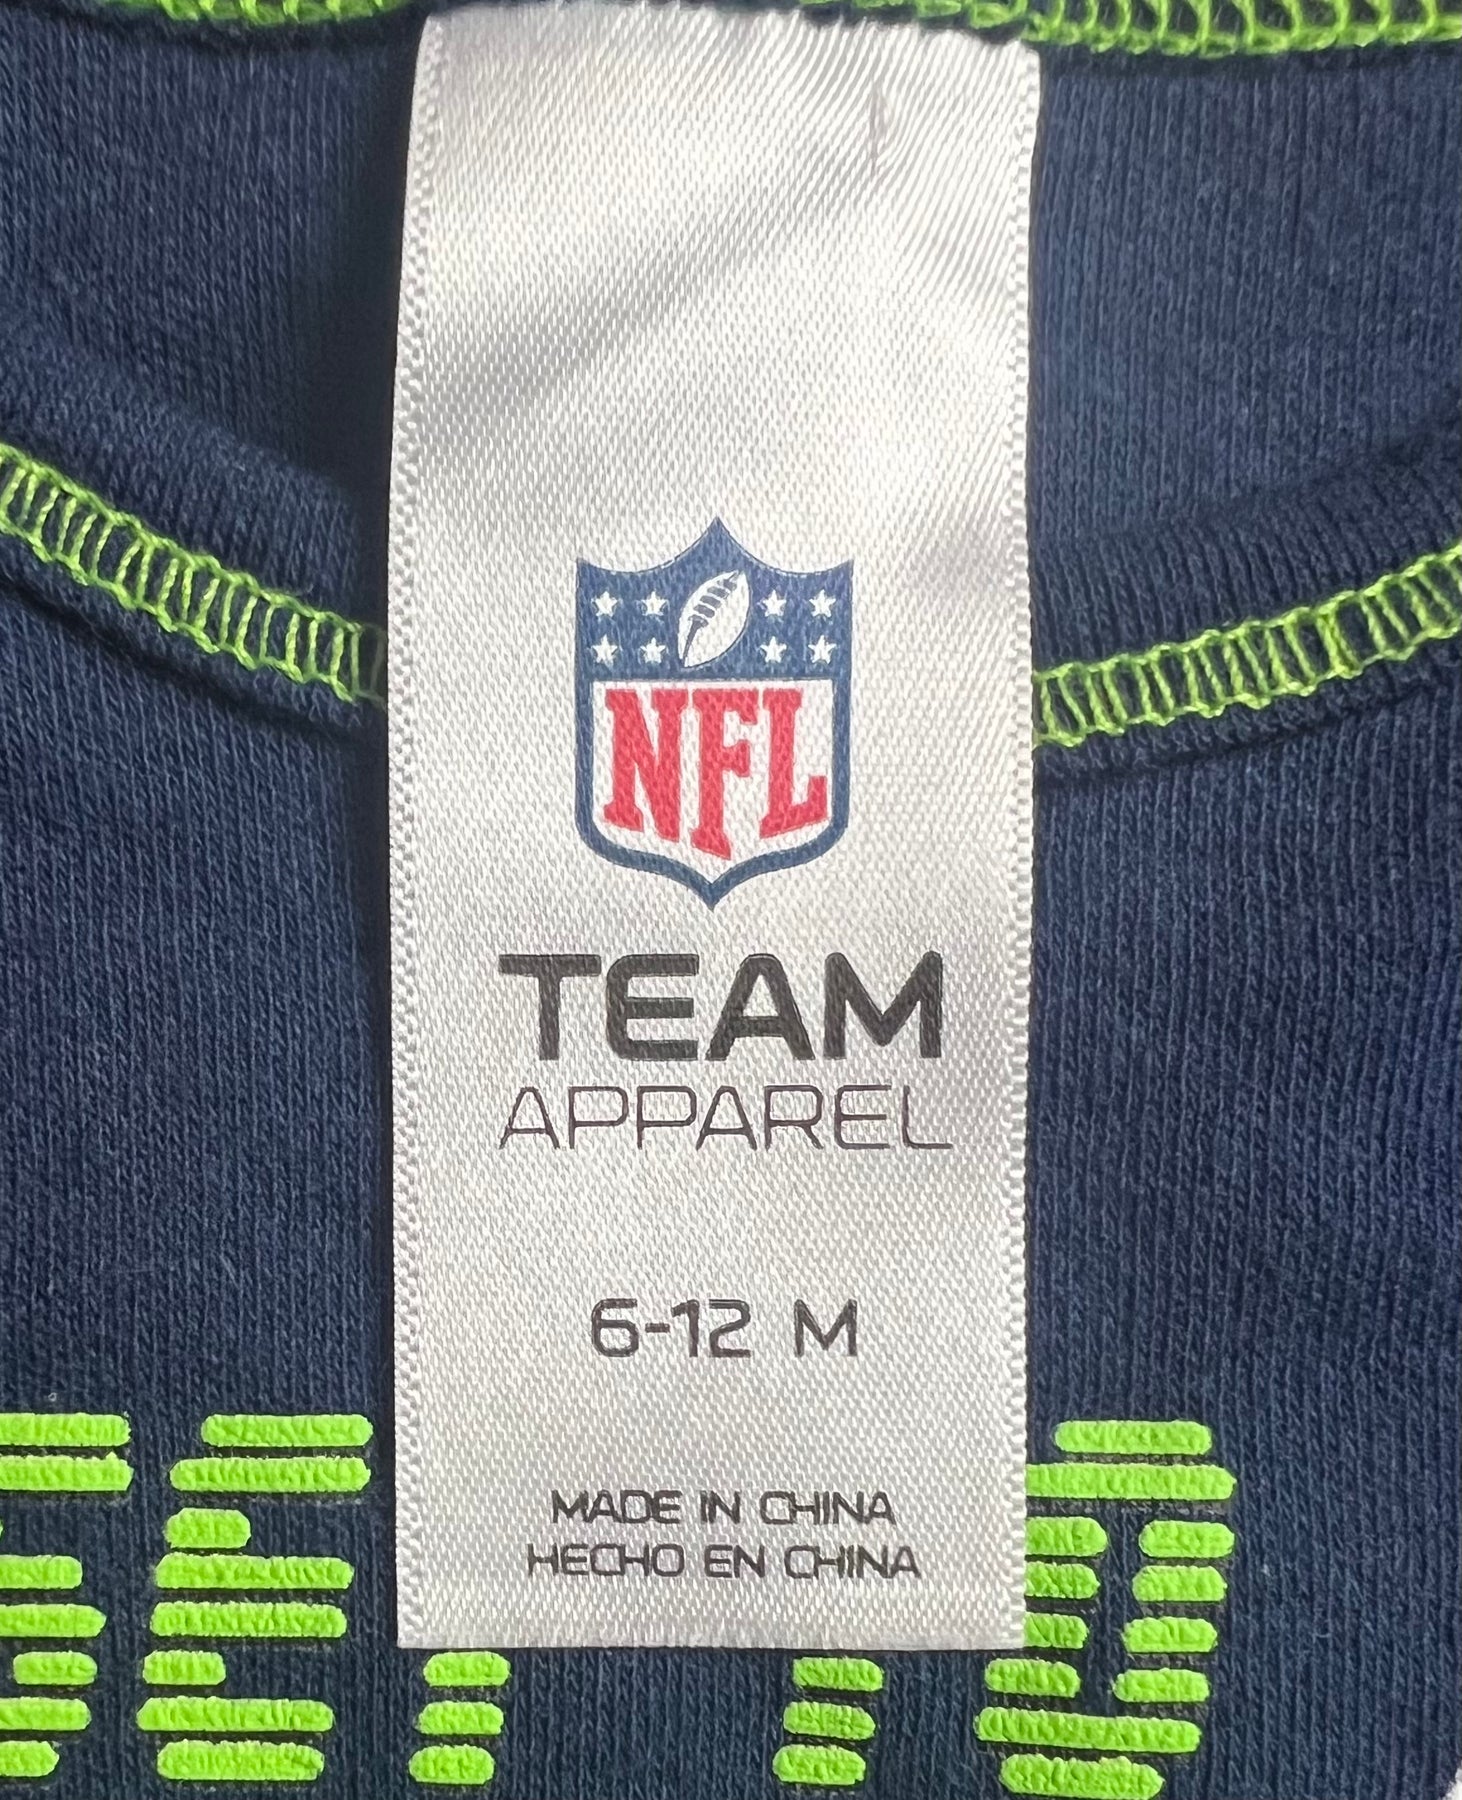 NFL
TEAM
APPAREL
6-12 M
MADE IN CHINA
HECHO EN CHINA